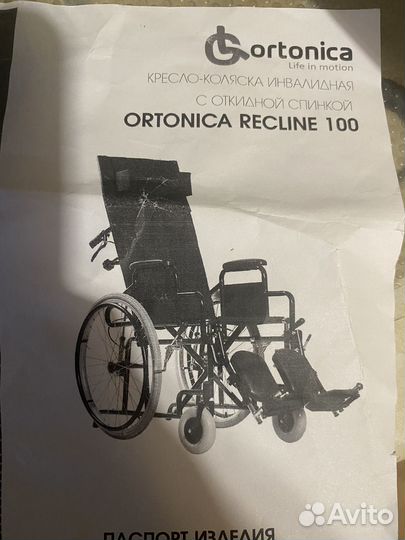 ortonica
Life in motion
КРЕСЛО-КОЛЯСКА ИНВАЛИДНАЯ
С ОТКИДНОЙ СПИНКОЙ
ORTONICA RECLINE 100
ПАСПОРТ ИЗДЕЛИЯ
Avito